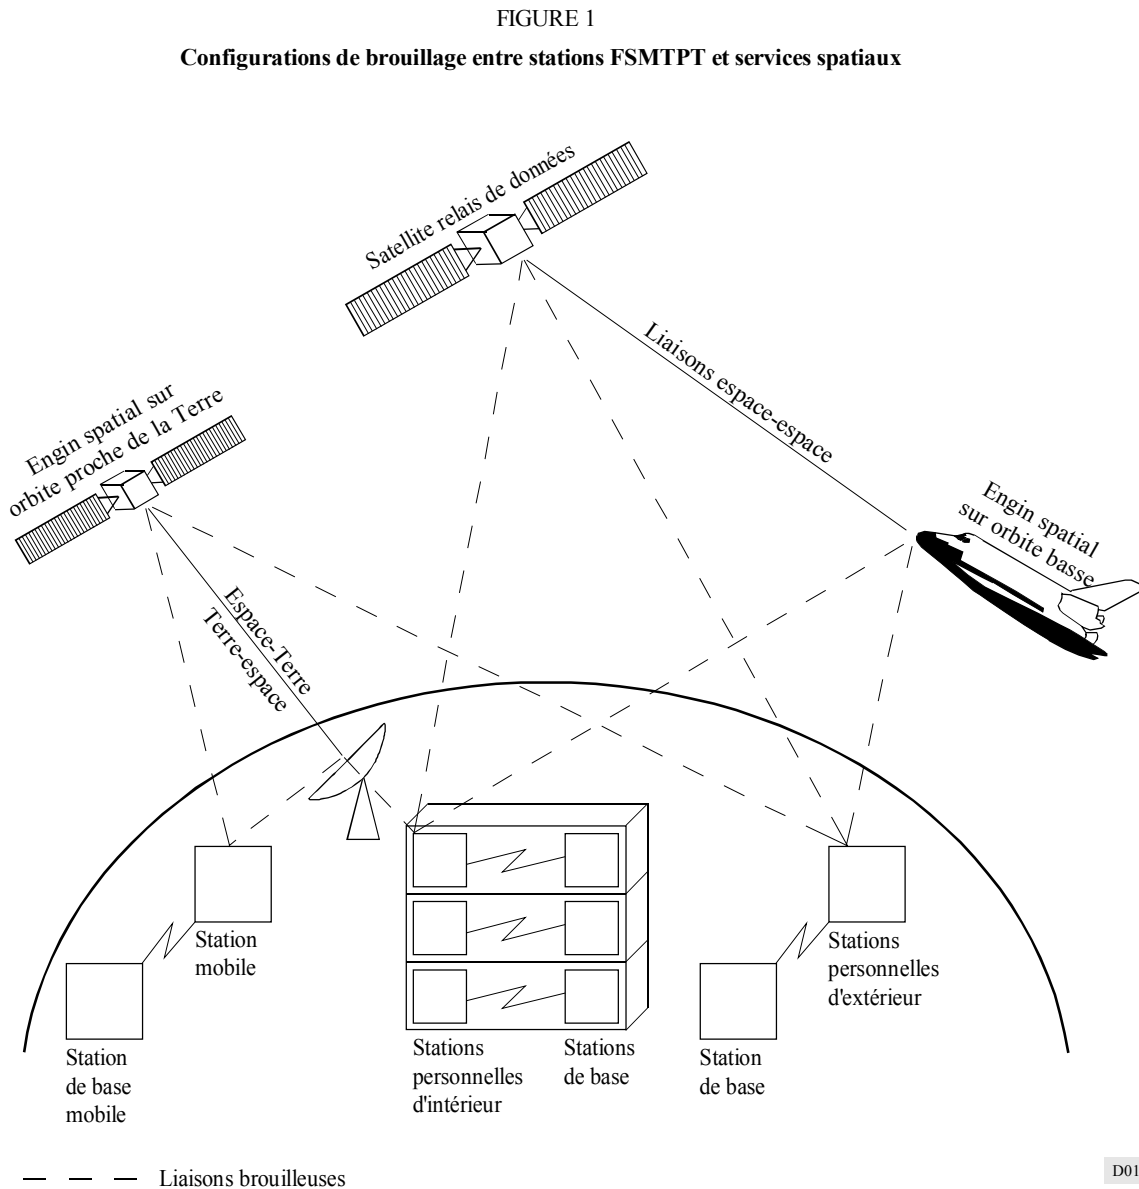 FIGURE 1
Configurations de brouillage entre stations FSMTPT et services spatiaux
Satellite relais de données
Liaisons espace-espace
Engin spatial sur
orbite proche de la Terre
Engin spatial
sur orbite basse
Espace-Terre
Terre-espace
Station
mobile
Station
de base
mobile
Stations
personnelles
d'intérieur
Stations
de base
Station
de base
Stations
personnelles
d'extérieur
Liaisons brouilleuses
D01